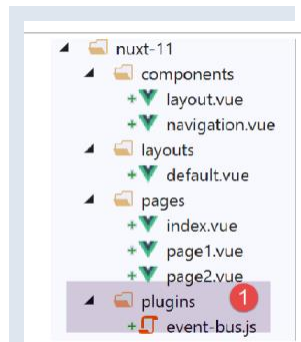 nuxt-11
components
+ layout.vue
+ navigation.vue
layouts
+ default.vue
pages
+ index.vue
+ page1.vue
+ page2.vue
plugins 1
+ event-bus.js